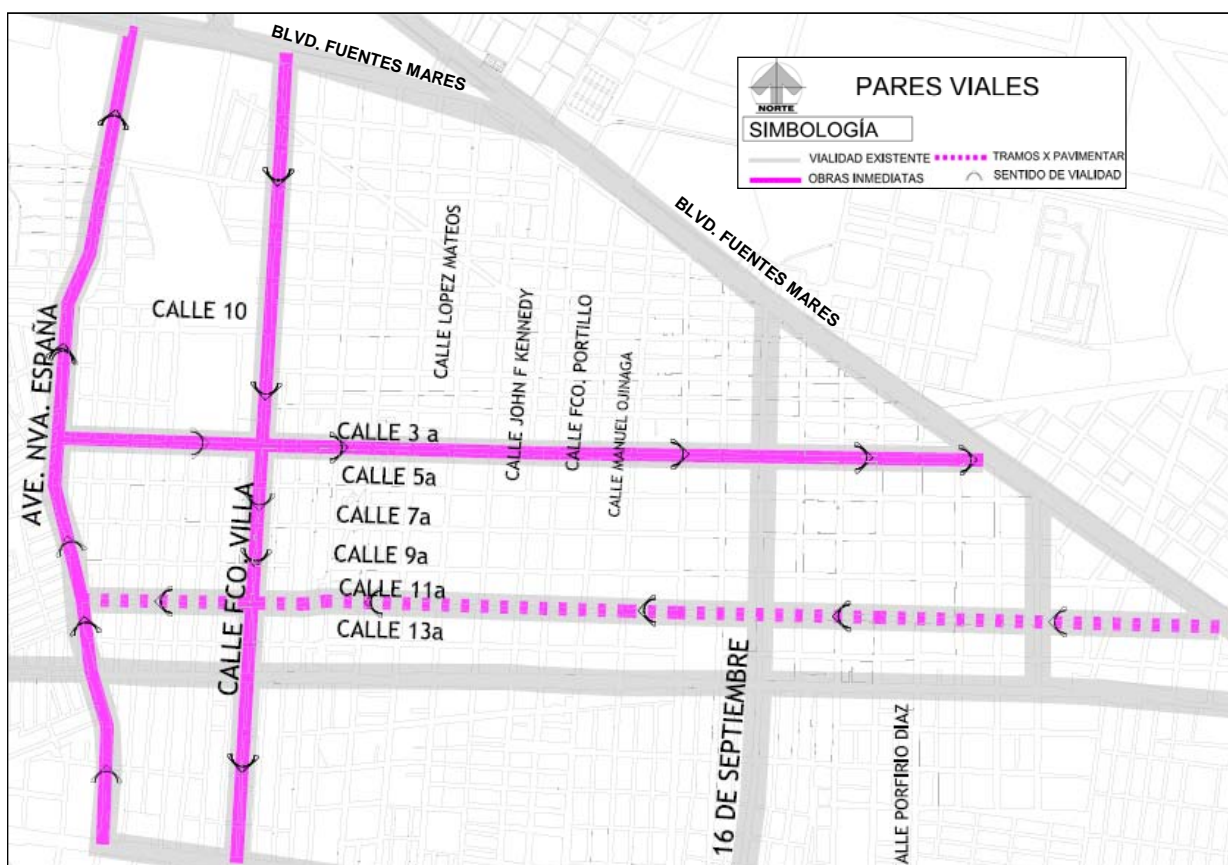 BLVD. FUENTES MARES
NORTE
PARES VIALES
SIMBOLOGÍA
VIALIDAD EXISTENTE
TRAMOS X PAVIMENTAR
OBRAS INMEDIATAS
SENTIDO DE VIALIDAD
BLVD. FUENTES MARES
CALLE LOPEZ MATEOS
CALLE 10
CALLE JOHN F KENNEDY
CALLE FCO. PORTILLO
CALLE MANUEL OJINAGA
AVE. NVA. ESPAÑA
CALLE 3 a
CALLE 5a
CALLE 7a
CALLE 9a
CALLE 11a
CALLE 13a
CALLE FCO. VILLA
16 DE SEPTIEMBRE
ALLE PORFIRIO DIAZ